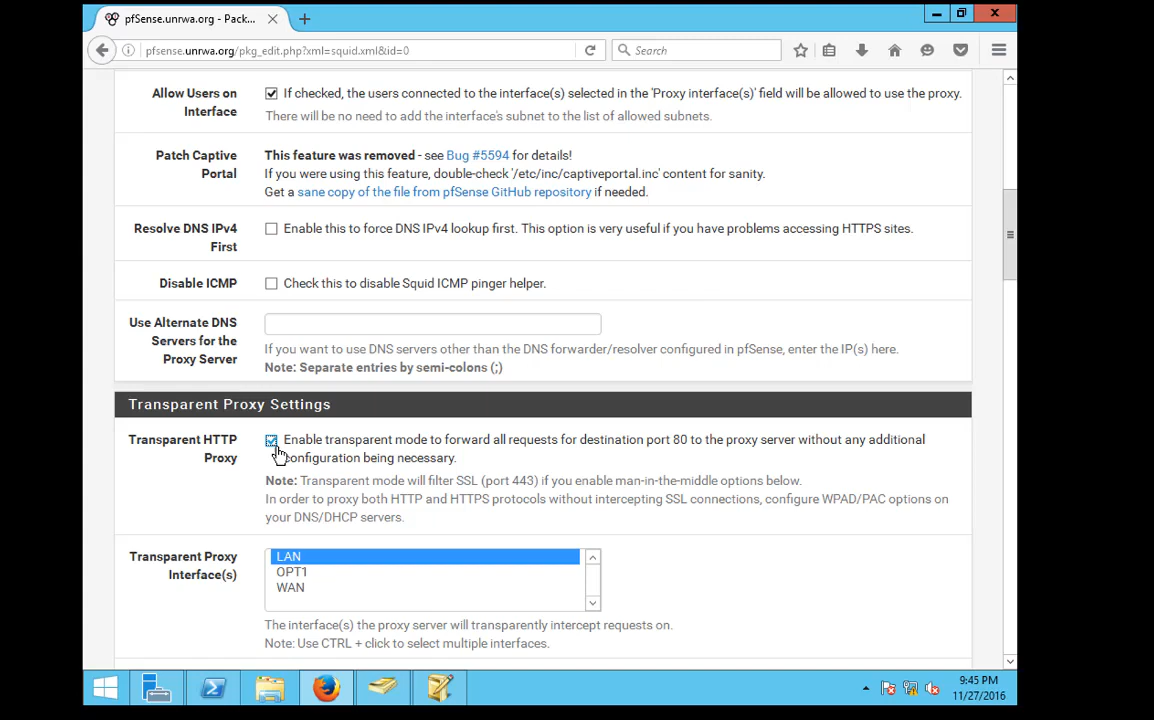 pfSense.unrwa.org - Pack...
pfsense.unrwa.org/pkg_edit.php?xml=squid.xml&id=0
Search
Allow Users on
Interface
If checked, the users connected to the interface(s) selected in the 'Proxy interface(s)' field will be allowed to use the proxy.
There will be no need to add the interface's subnet to the list of allowed subnets.
Patch Captive
Portal
This feature was removed - see Bug #5594 for details!
If you were using this feature, double-check '/etc/inc/captiveportal.inc' content for sanity.
Get a sane copy of the file from pfSense GitHub repository if needed.
Resolve DNS IPv4
First
Enable this to force DNS IPv4 lookup first. This option is very useful if you have problems accessing HTTPS sites.
Disable ICMP
Check this to disable Squid ICMP pinger helper.
Use Alternate DNS
Servers for the
Proxy Server
If you want to use DNS servers other than the DNS forwarder/resolver configured in pfSense, enter the IP(s) here.
Note: Separate entries by semi-colons (;)
Transparent Proxy Settings
Transparent HTTP
Proxy
Enable transparent mode to forward all requests for destination port 80 to the proxy server without any additional
configuration being necessary.
Note: Transparent mode will filter SSL (port 443) if you enable man-in-the-middle options below.
In order to proxy both HTTP and HTTPS protocols without intercepting SSL connections, configure WPAD/PAC options on
your DNS/DHCP servers.
Transparent Proxy
Interface(s)
LAN
OPT1
WAN
The interface(s) the proxy server will transparently intercept requests on.
Note: Use CTRL + click to select multiple interfaces.
9:45 PM
11/27/2016